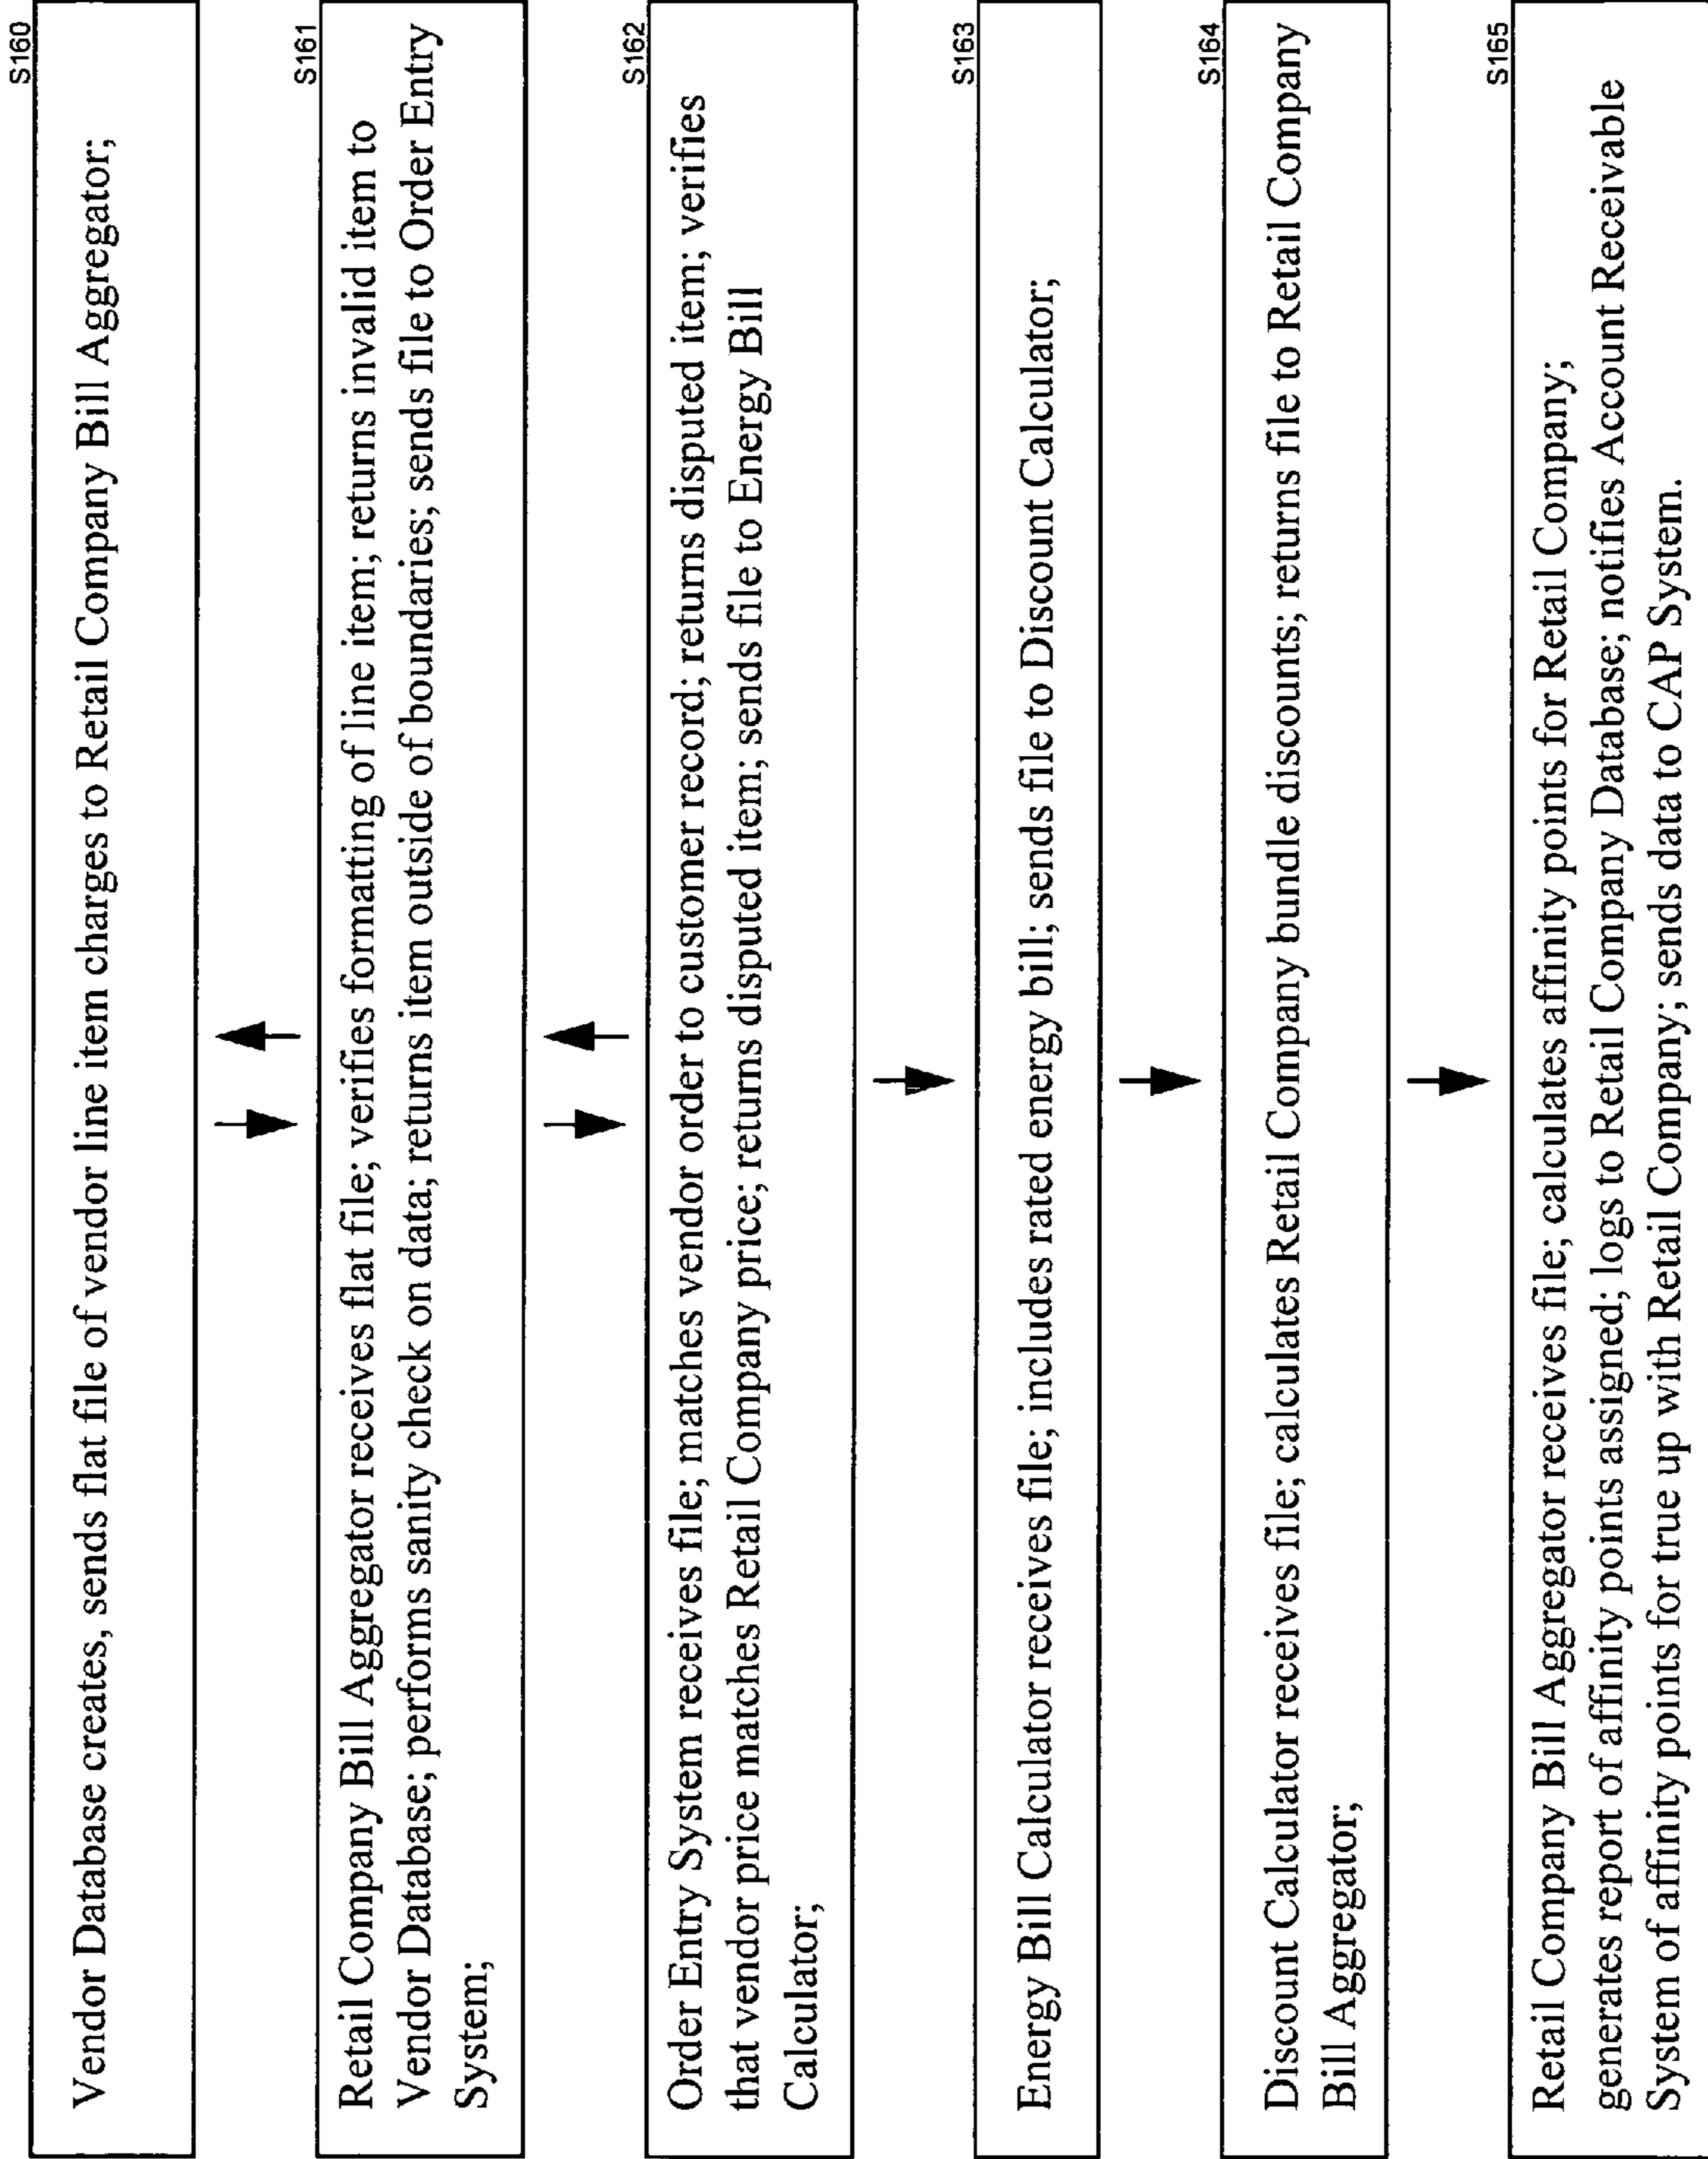 S160
Vendor Database creates, sends flat file of vendor line item charges to Retail Company Bill Aggregator;
S161
Retail Company Bill Aggregator receives flat file; verifies formating of line item; returns invalid item to
Vendor Database; performs sanity check on data; returns item outside of boundaries; sends file to Order Entry
System;
S162
Order Entry System receives file; matches vendor order to customer record; returns disputed item; verifies
that vendor price matches Retail Company price; returns disputed item; sends file to Energy Bill
Calculator;
S163
Energy Bill Calculator receives file; includes rated energy bill; sends file to Discount Calculator;
S164
Discount Calculator receives file; calculates Retail Company bundle discounts; returns file to Retail Company
Bill Aggregator;
S165
Retail Company Bill Aggregator receives file; calculates affinity points for Retail Company;
generates report of affinity points assigned; logs to Retail Company Database; notifies Account Receivable
System of affinity points for true up with Retail Company; sends data to CAP System.